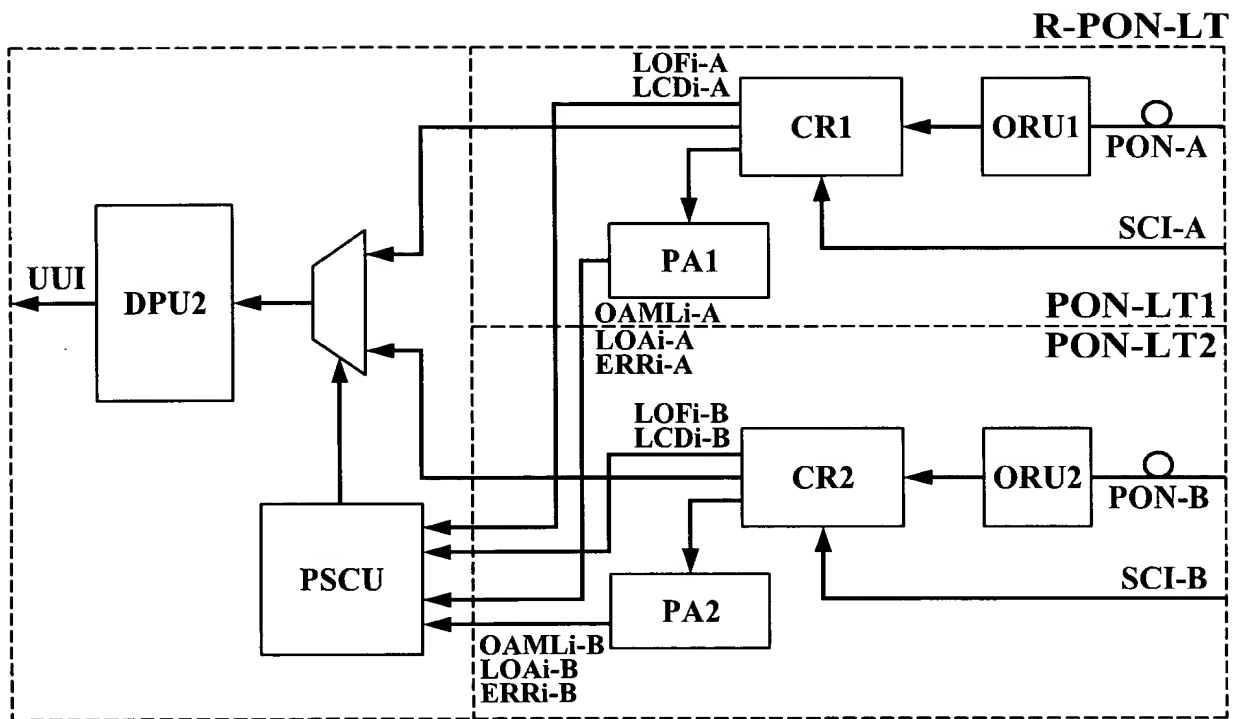 R-PON-LT
LOFi-A
LCDi-A
CR1
ORU1
PON-A
SCI-A
PA1
UUI
DPU2
OAMLi-A
LOAi-A
ERRi-A
PON-LT1
PON-LT2
LOFi-B
LCDi-B
CR2
ORU2
PON-B
PSCU
SCI-B
PA2
OAMLi-B
LOAi-B
ERRi-B